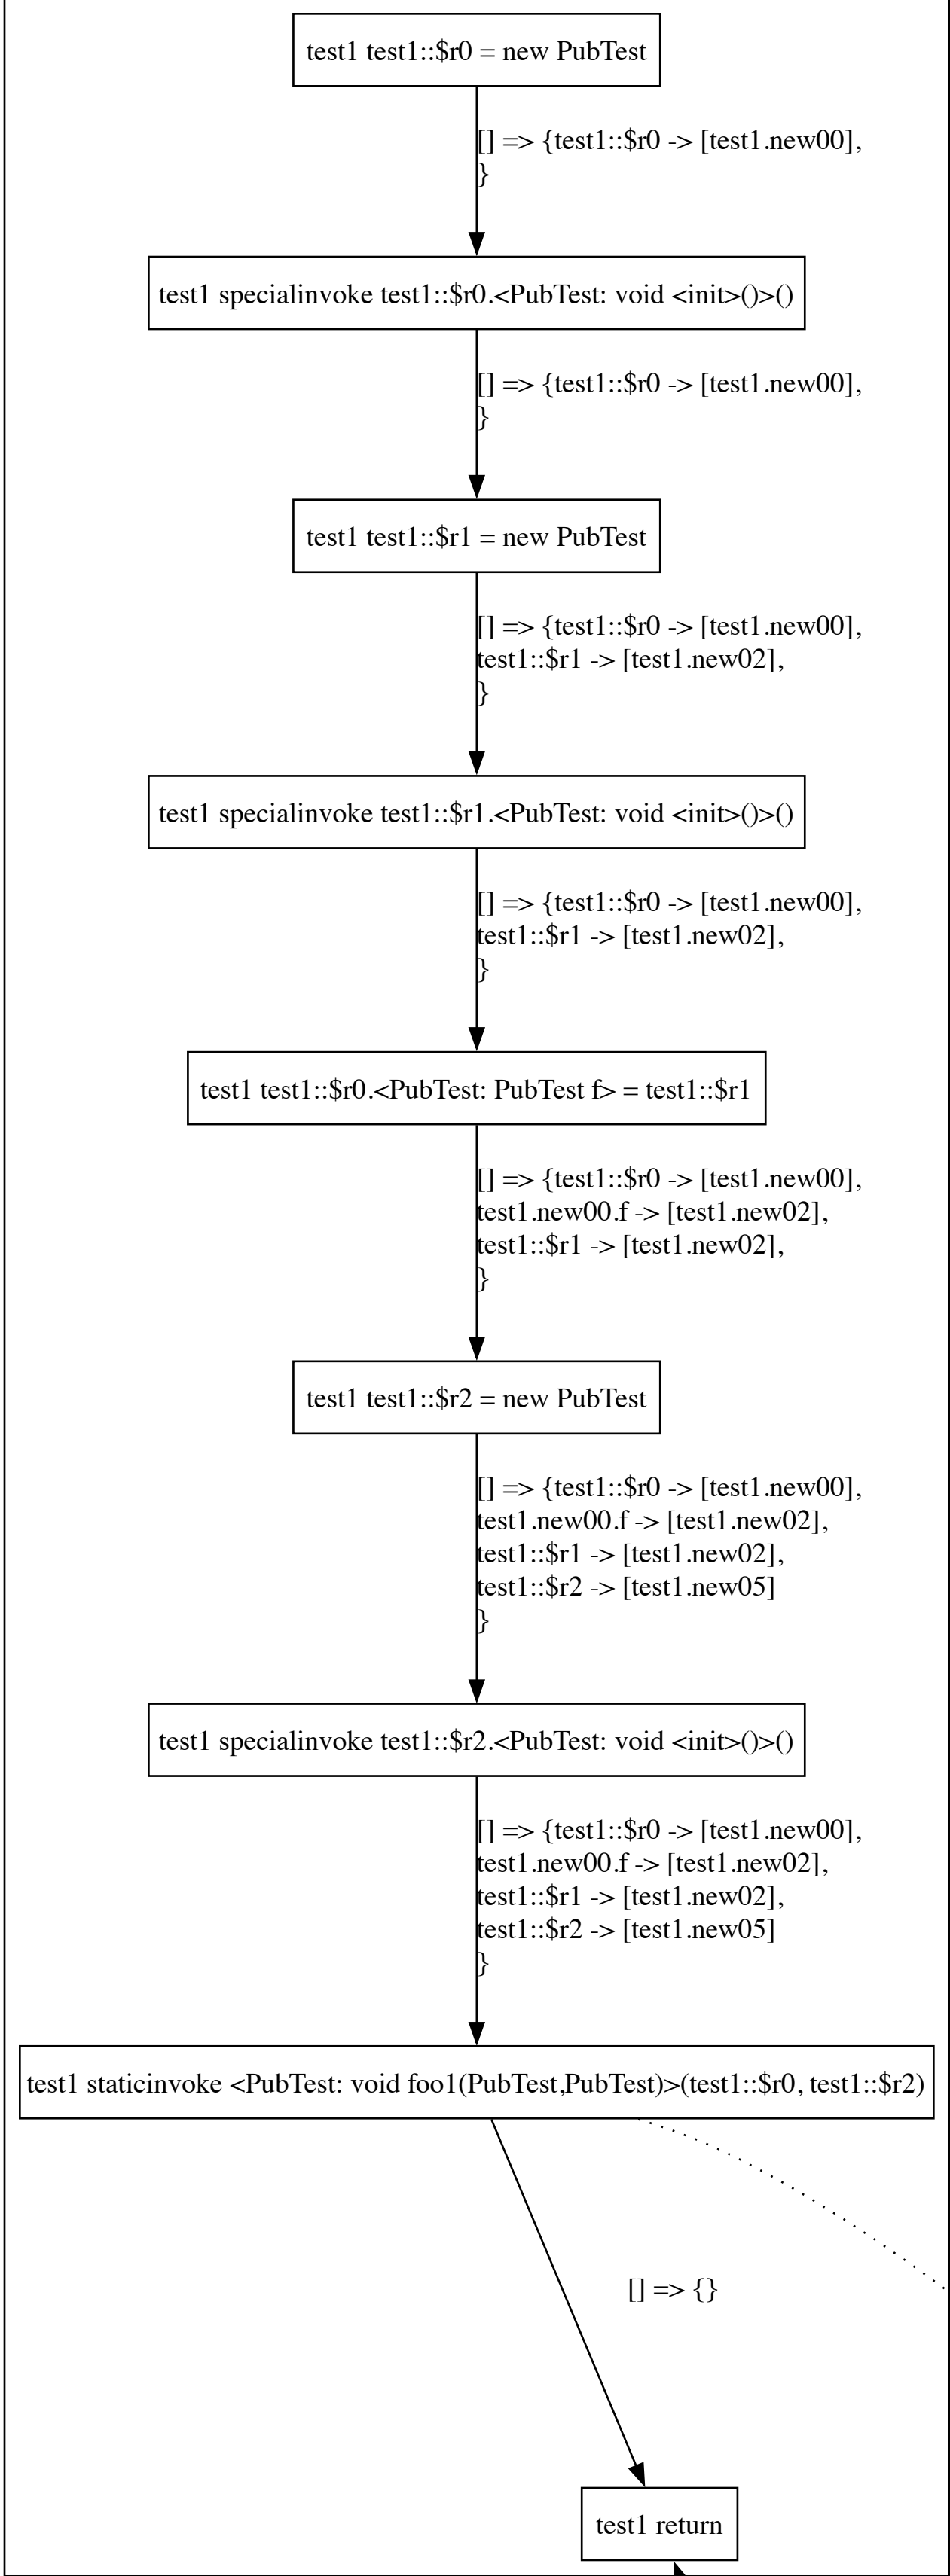 test1 test1::$r0 = new PubTest
[] => {test1::$r0 -> [test1.new00],
}
test1 specialinvoke test1::$r0.<PubTest: void <init>()>()
[] => {test1::$r0 -> [test1.new00],
}
test1 test1::$r1 = new PubTest
[] => {test1::$r0 -> [test1.new00],
test1::$r1 -> [test1.new02],
}
test1 specialinvoke test1::$r1.<PubTest: void <init>()>()
[] => {test1::$r0 -> [test1.new00],
test1::$r1 -> [test1.new02],
}
test1 test1::$r0.<PubTest: PubTest f> = test1::$r1
[] => {test1::$r0 -> [test1.new00],
test1.new00.f -> [test1.new02],
test1::$r1 -> [test1.new02],
}
test1 test1::$r2 = new PubTest
[] => {test1::$r0 -> [test1.new00],
test1.new00.f -> [test1.new02],
test1::$r1 -> [test1.new02],
test1::$r2 -> [test1.new05]
}
test1 specialinvoke test1::$r2.<PubTest: void <init>()>()
[] => {test1::$r0 -> [test1.new00],
test1.new00.f -> [test1.new02],
test1::$r1 -> [test1.new02],
test1::$r2 -> [test1.new05]
}
test1 staticinvoke <PubTest: void foo1(PubTest,PubTest)>(test1::$r0, test1::$r2)
[] => {}
test1 return